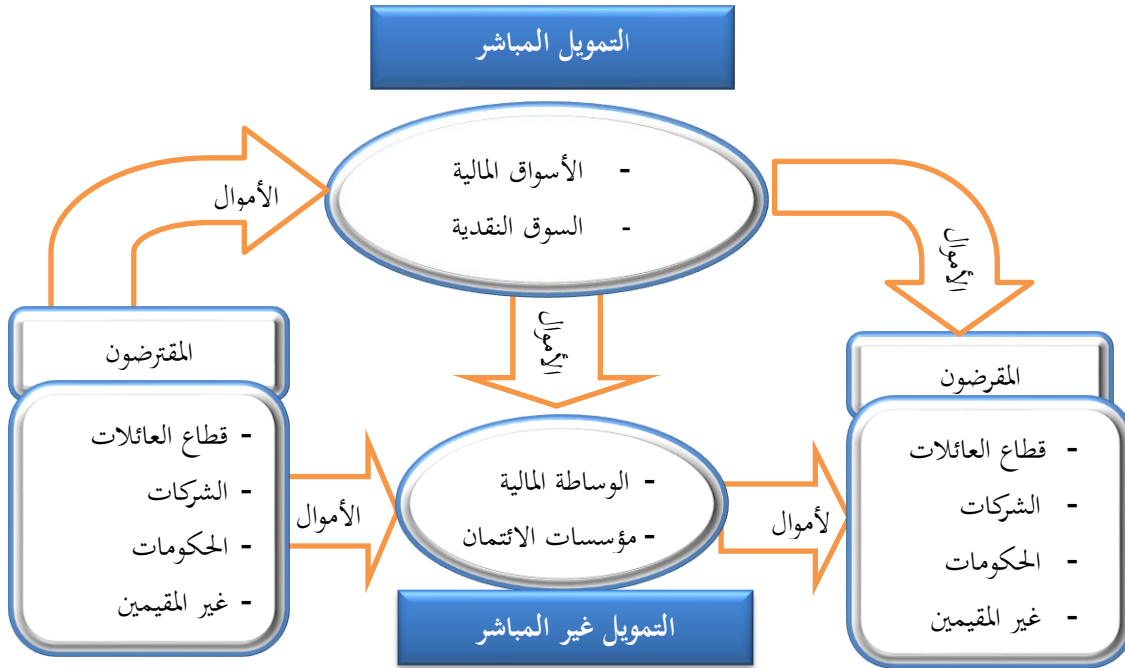 التمويل المباشر
- الأسواق المالية
- السوق النقدية
الأموال
الأموال
الأموال
المقرضون
- قطاع العائلات
- الشركات
- الحكومات
- غير المقيمين
المقترضون
- قطاع العائلات
- الشركات
- الحكومات
- غير المقيمين
لأموال
- الوساطة المالية
- مؤسسات الائتمان
الأموال
التمويل غير المباشر